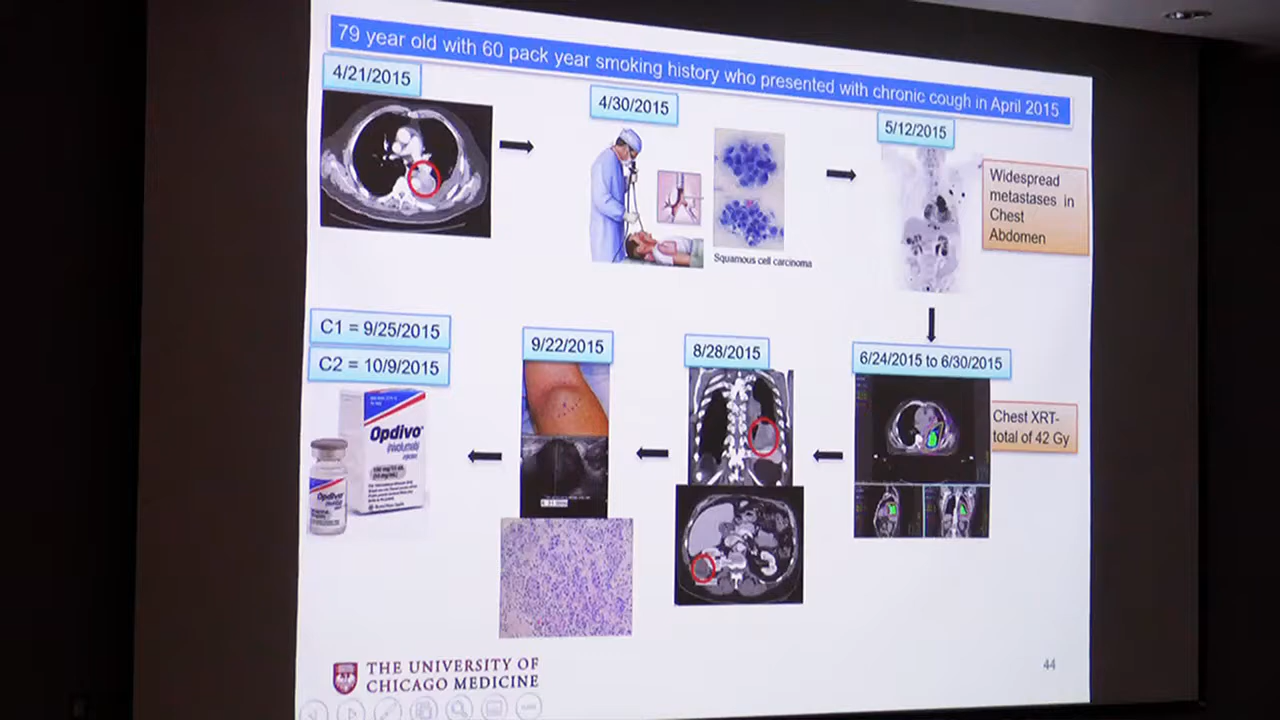 79 year old with 60 pack year smoking history who presented with chronic cough in April 2015
4/21/2015
4/30/2015
5/12/2015
Squamous cell carcinoma
Widespread
metastases in
Chest
Abdomen
6/24/2015 to 6/30/2015
Chest XRT-
total of 42 Gy
8/28/2015
9/22/2015
C1 = 9/25/2015
C2 = 10/9/2015
Opdivo
(nivolumab)
Opdivo
THE UNIVERSITY OF
CHICAGO MEDICINE
44